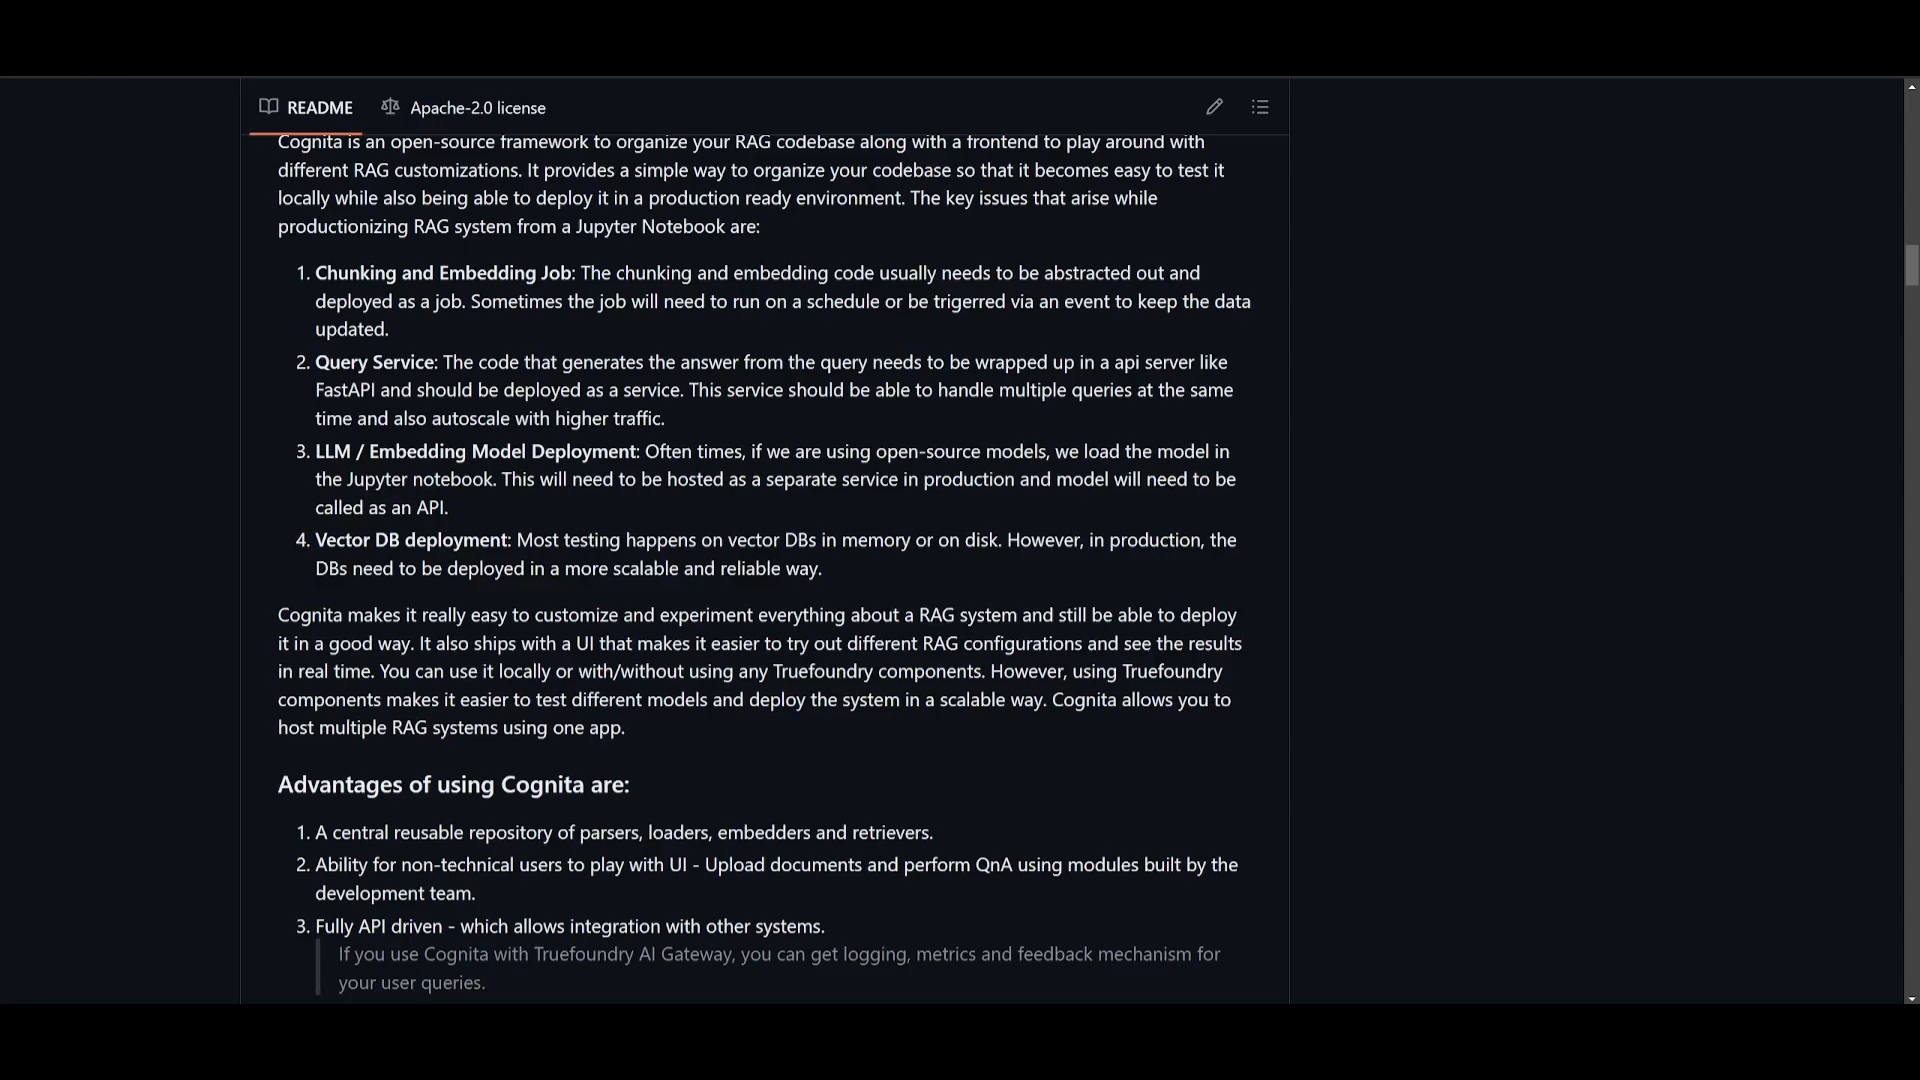 README
Apache-2.0 license
Cognita is an open-source framework to organize your RAG codebase along with a frontend to play around with
different RAG customizations. It provides a simple way to organize your codebase so that it becomes easy to test it
locally while also being able to deploy it in a production ready environment. The key issues that arise while
productionizing RAG system from a Jupyter Notebook are:
1. Chunking and Embedding Job: The chunking and embedding code usually needs to be abstracted out and
deployed as a job. Sometimes the job will need to run on a schedule or be trigerred via an event to keep the data
updated.
2. Query Service: The code that generates the answer from the query needs to be wrapped up in a api server like
FastAPI and should be deployed as a service. This service should be able to handle multiple queries at the same
time and also autoscale with higher traffic.
3. LLM / Embedding Model Deployment: Often times, if we are using open-source models, we load the model in
the Jupyter notebook. This will need to be hosted as a separate service in production and model will need to be
called as an API.
4. Vector DB deployment: Most testing happens on vector DBs in memory or on disk. However, in production, the
DBs need to be deployed in a more scalable and reliable way.
Cognita makes it really easy to customize and experiment everything about a RAG system and still be able to deploy
it in a good way. It also ships with a UI that makes it easier to try out different RAG configurations and see the results
in real time. You can use it locally or with/without using any Truefoundry components. However, using Truefoundry
components makes it easier to test different models and deploy the system in a scalable way. Cognita allows you to
host multiple RAG systems using one app.
Advantages of using Cognita are:
1. A central reusable repository of parsers, loaders, embedders and retrievers.
2. Ability for non-technical users to play with UI - Upload documents and perform QnA using modules built by the
development team.
3. Fully API driven - which allows integration with other systems.
If you use Cognita with Truefoundry AI Gateway, you can get logging, metrics and feedback mechanism for
your user queries.